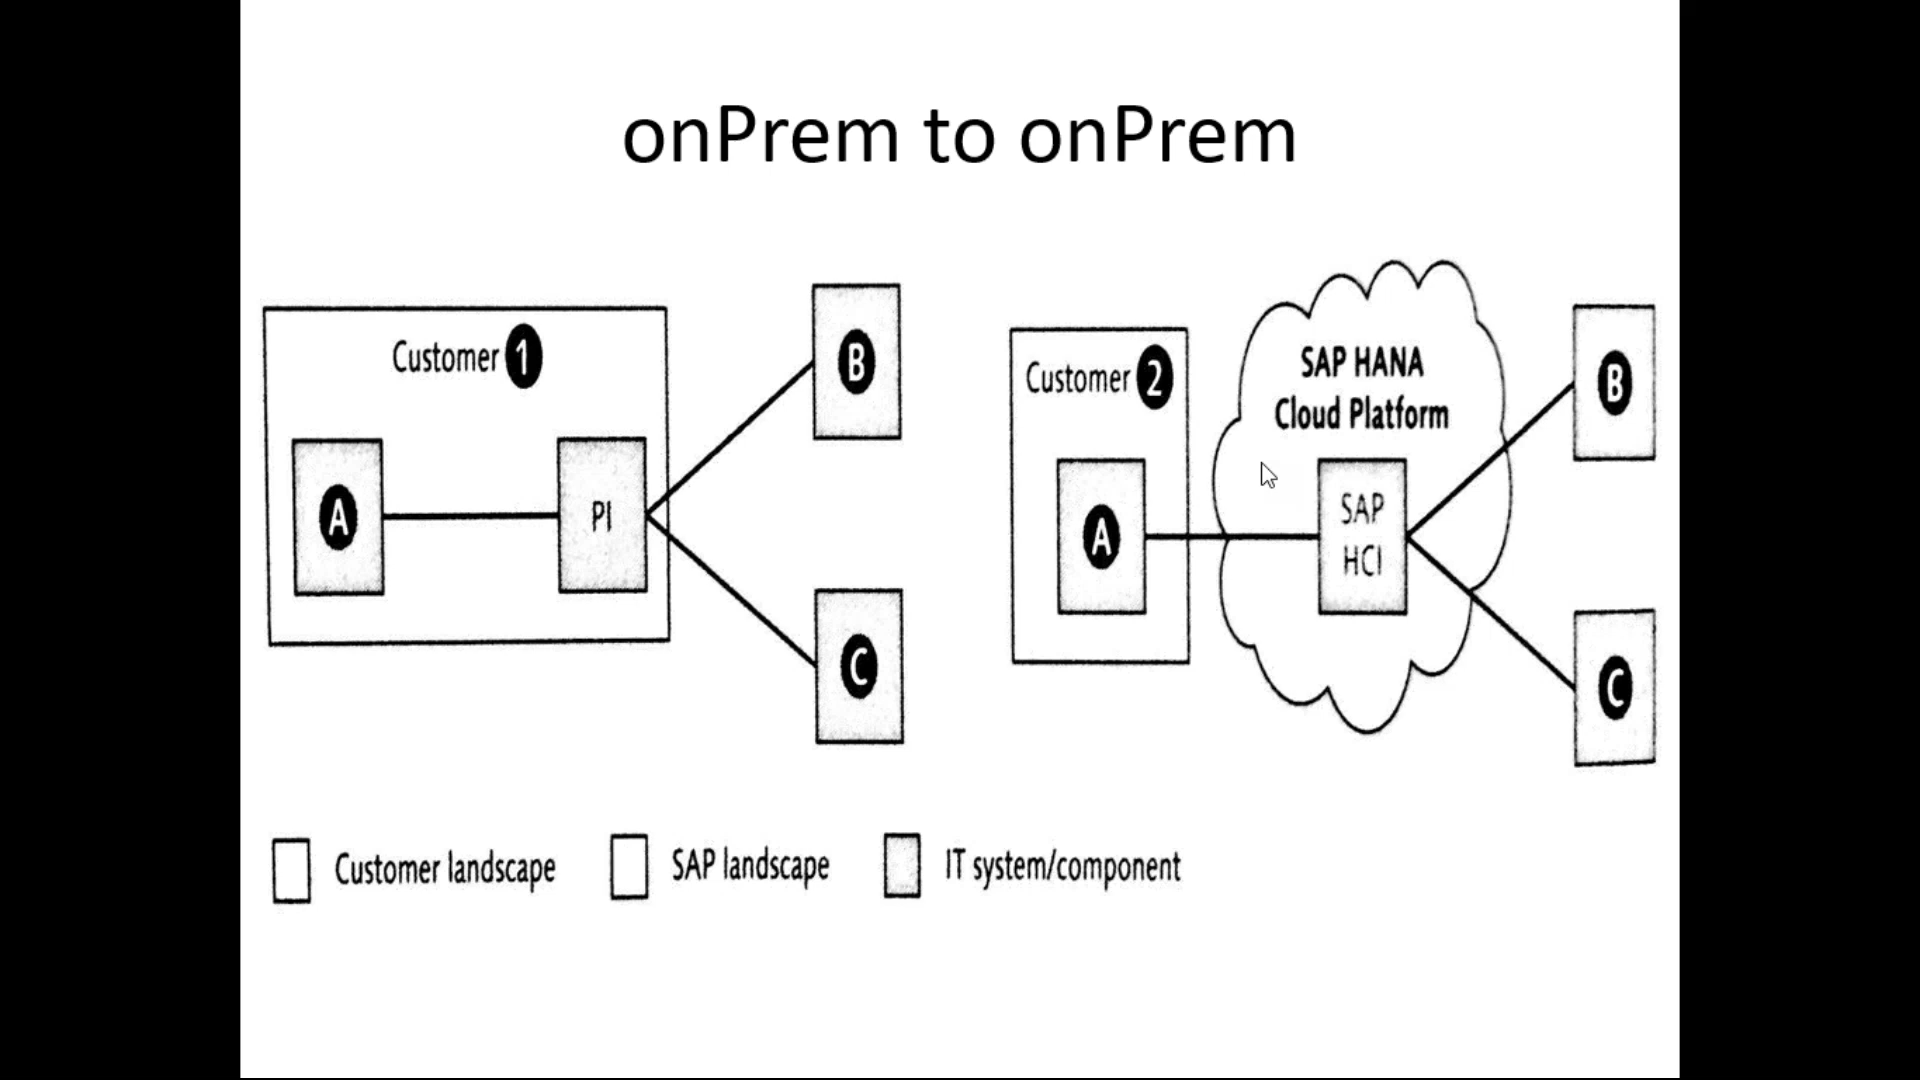 onPrem to onPrem
Customer 1
A
PI
B
C
Customer 2
A
SAP HANA
Cloud Platform
SAP
HCI
B
C
Customer landscape
SAP landscape
IT system/component